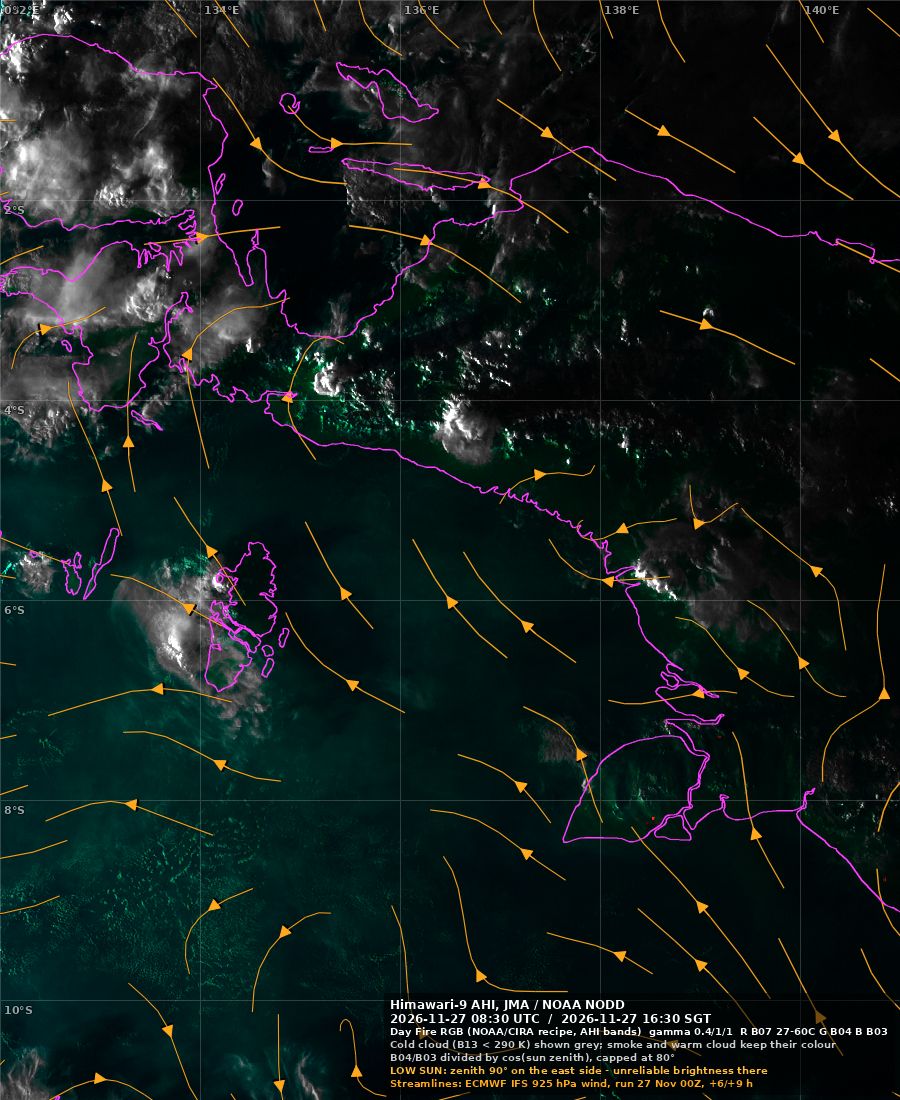 0°S 132°E 134°E 136°E 138°E 140°E
2°S
4°S
6°S
8°S
10°S
Himawari-9 AHI, JMA / NOAA NODD
2026-11-27 08:30 UTC / 2026-11-27 16:30 SGT
Day Fire RGB (NOAA/CIRA recipe, AHI bands) gamma 0.4/1/1 R B07 27-60C G B04 B B03
Cold cloud (B13 < 290 K) shown grey; smoke and warm cloud keep their colour
B04/B03 divided by cos(sun zenith), capped at 80°
LOW SUN: zenith 90° on the east side - unreliable brightness there
Streamlines: ECMWF IFS 925 hPa wind, run 27 Nov 00Z, +6/+9 h